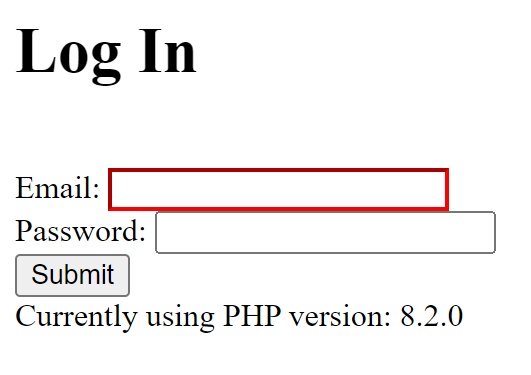 Log In
Email:
Password:
Submit
Currently using PHP version: 8.2.0